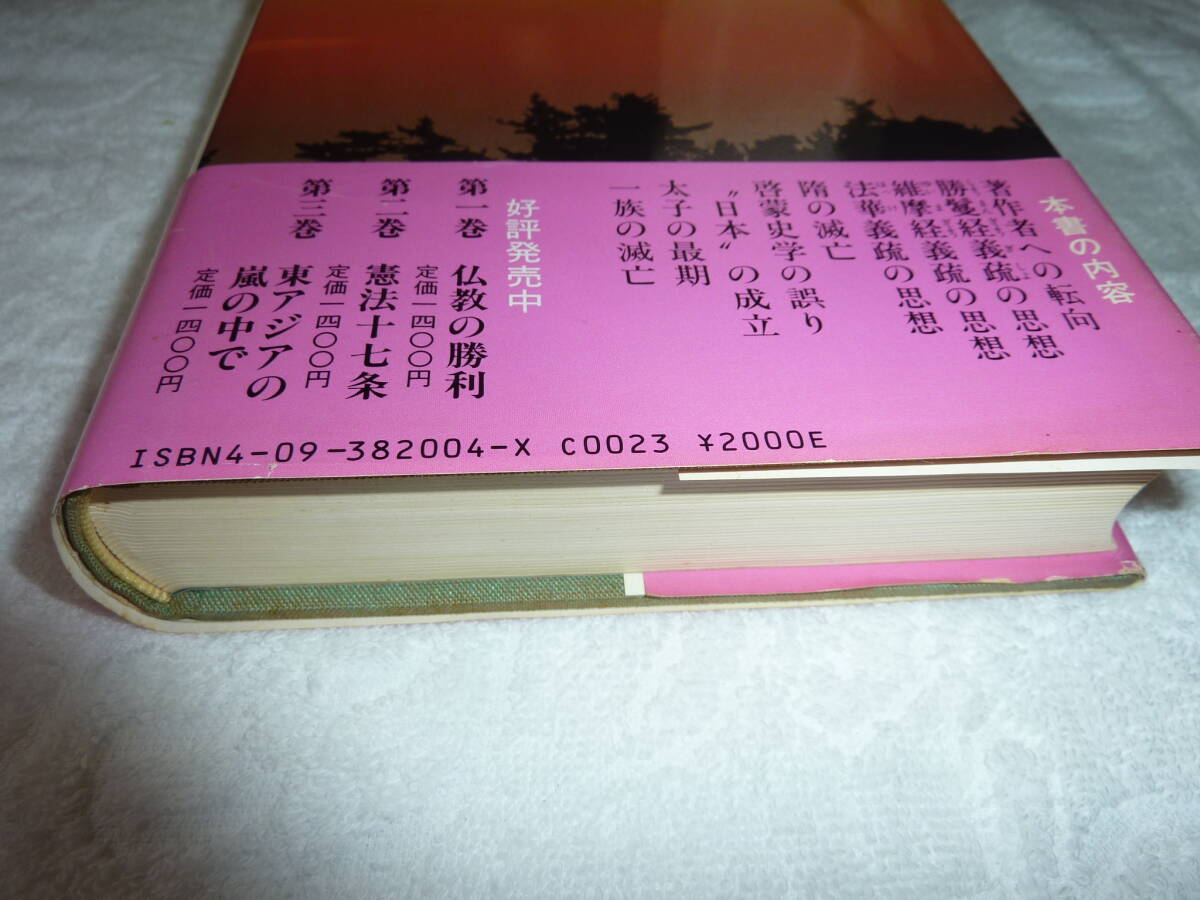 本書の内容
著作者への転向
勝鬘経義疏の思想
維摩経義疏の思想
法華義疏の思想
隋の滅亡
啓蒙史学の誤り
“日本”の成立
太子の最期
一族の滅亡
好評発売中
第一巻 仏教の勝利
定価一四〇〇円
第二巻 憲法十七条
定価一四〇〇円
第三巻 東アジアの
嵐の中で
定価一四〇〇円
ISBN4-09-382004-X C0023 ¥2000E